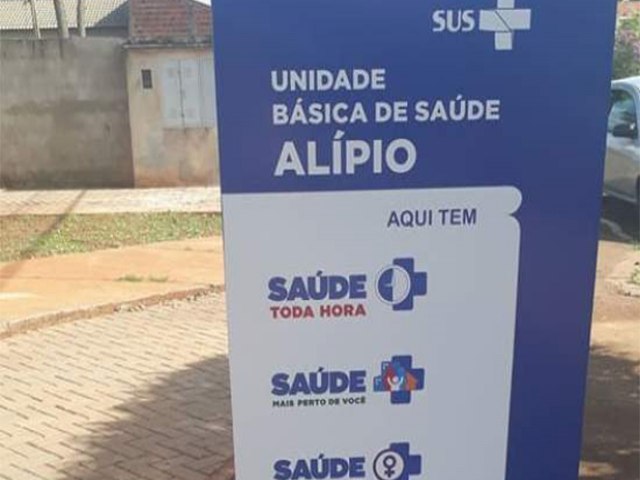 SUS
UNIDADE
BÁSICA DE SAÚDE
ALÍPIO
AQUI TEM
SAÚDE
TODA HORA
SAÚDE
MAIS PERTO DE VOCÊ
SAÚDE